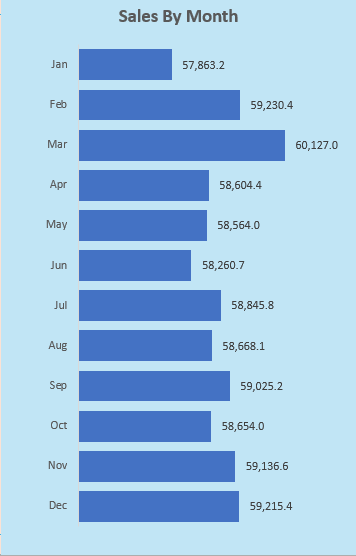 Sales By Month
Jan 57,863.2
Feb 59,230.4
Mar 60,127.0
Apr 58,604.4
May 58,564.0
Jun 58,260.7
Jul 58,845.8
Aug 58,668.1
Sep 59,025.2
Oct 58,654.0
Nov 59,136.6
Dec 59,215.4